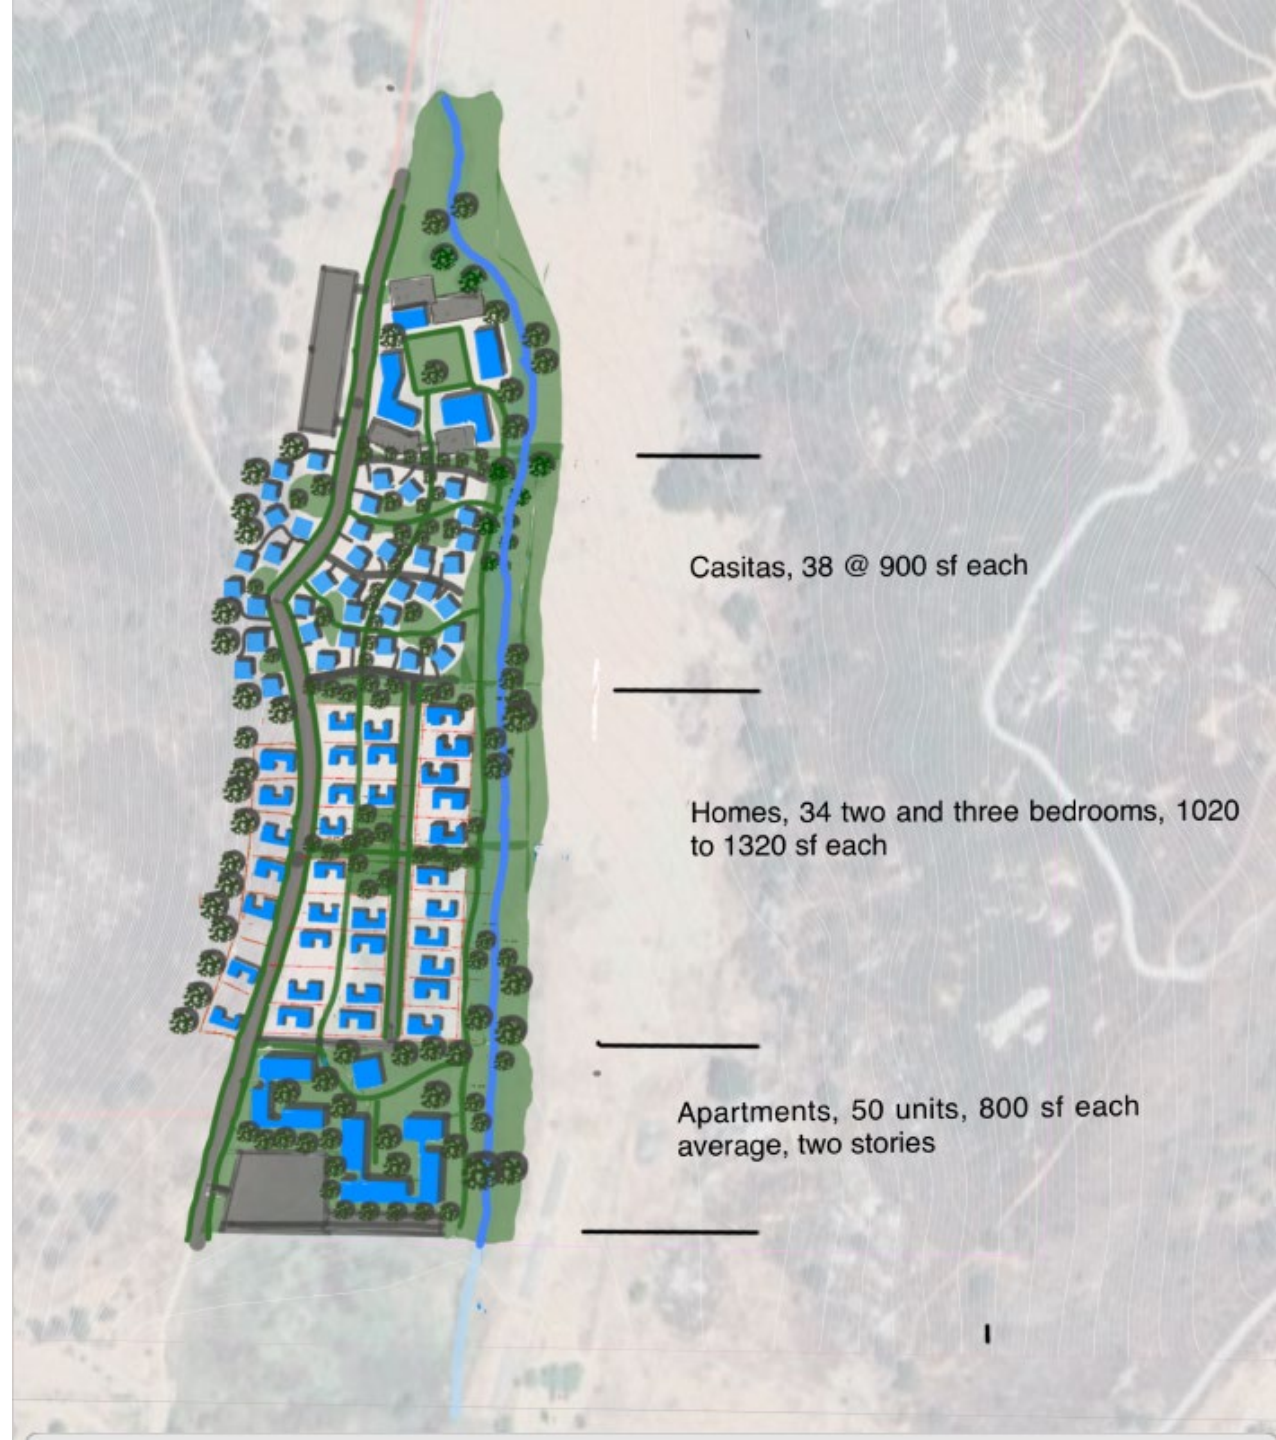 Casitas, 38 @ 900 sf each
Homes, 34 two and three bedrooms, 1020
to 1320 sf each
Apartments, 50 units, 800 sf each
average, two stories